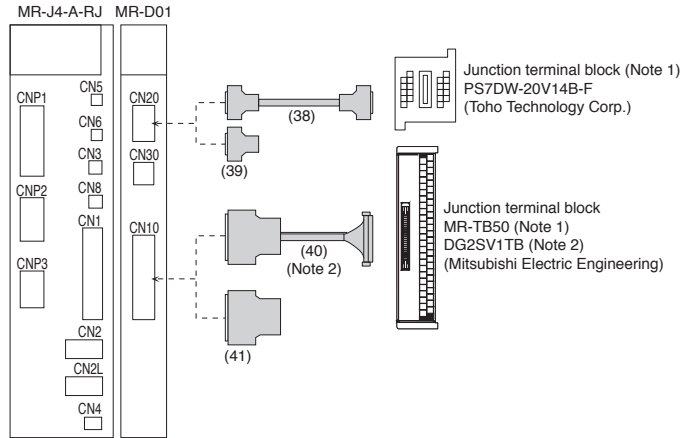 MR-J4-A-RJ MR-D01
CN5
CNP1
CN20
CN6
CN3
CN30
CNP2
CN8
CN1
CN10
CNP3
CN2
CN2L
CN4
(38)
(39)
(40)
(Note 2)
(41)
Junction terminal block (Note 1)
PS7DW-20V14B-F
(Toho Technology Corp.)
Junction terminal block
MR-TB50 (Note 1)
DG2SV1TB (Note 2)
(Mitsubishi Electric Engineering)